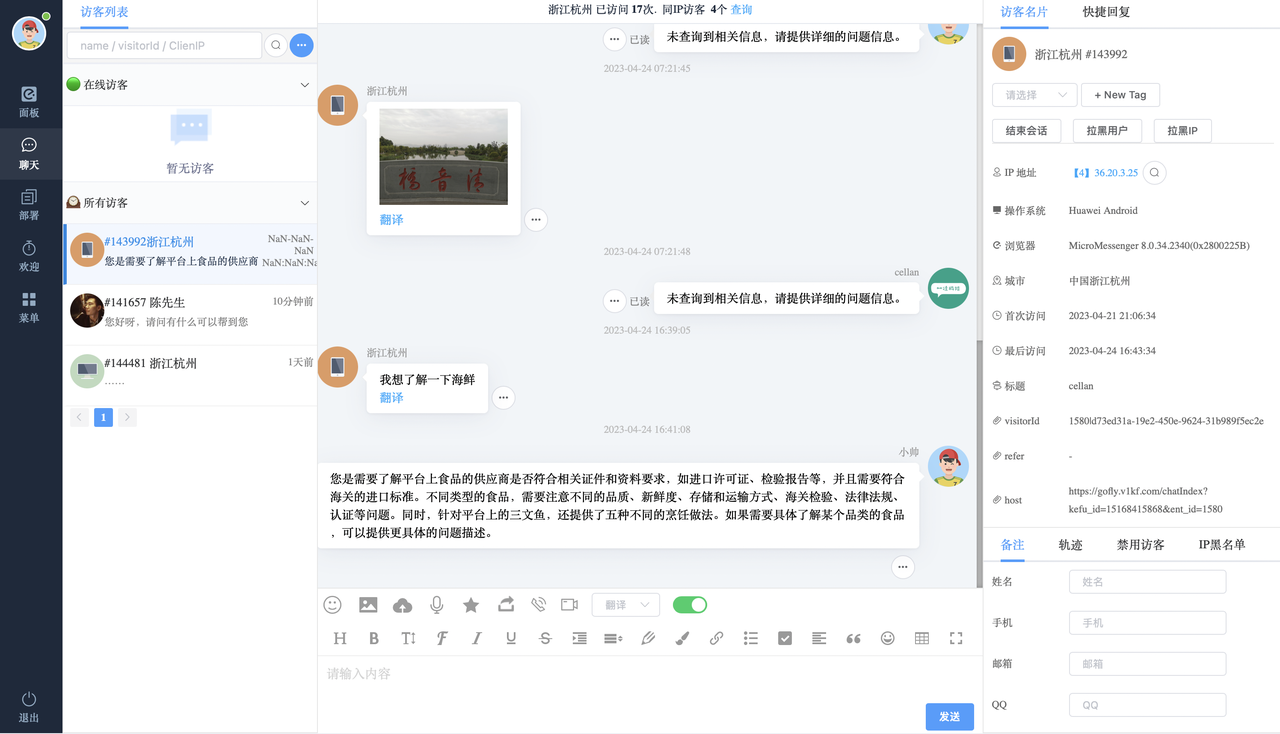 面板
聊天
部署
欢迎
菜单
退出
访客列表
name / visitorId / ClienIP
在线访客
暂无访客
所有访客
#143992浙江杭州
NaN-NaN-
NaN
NaN:NaN:Na
您是需要了解平台上食品的供应商
#141657 陈先生
10分钟前
您好呀，请问有什么可以帮到您
#144481 浙江杭州
1天前
......
1
浙江杭州 已访问 17次. 同IP访客 4个 查询
已读
未查询到相关信息，请提供详细的问题信息。
2023-04-24 07:21:45
浙江杭州
橋音清
翻译
2023-04-24 07:21:48
cellan
已读
未查询到相关信息，请提供详细的问题信息。
2023-04-24 16:39:05
浙江杭州
我想了解一下海鲜
翻译
2023-04-24 16:41:08
小帅
您是需要了解平台上食品的供应商是否符合相关证件和资料要求，如进口许可证、检验报告等，并且需要符合
海关的进口标准。不同类型的食品，需要注意不同的品质、新鲜度、存储和运输方式、海关检验、法律法规、
认证等问题。同时，针对平台上的三文鱼，还提供了五种不同的烹饪做法。如果需要具体了解某个品类的食品
，可以提供更具体的问题描述。
翻译
请输入内容
发送
访客名片
快捷回复
浙江杭州 #143992
请选择
+ New Tag
结束会话
拉黑用户
拉黑IP
IP 地址
【4】36.20.3.25
操作系统
Huawei Android
浏览器
MicroMessenger 8.0.34.2340(0x2800225B)
城市
中国浙江杭州
首次访问
2023-04-21 21:06:34
最后访问
2023-04-24 16:43:34
标题
cellan
visitorId
1580|d73ed31a-19e2-450e-9624-31b989f5ec2e
refer
-
host
https://gofly.v1kf.com/chatIndex?
kefu_id=15168415868&ent_id=1580
备注
轨迹
禁用访客
IP黑名单
姓名
姓名
手机
手机
邮箱
邮箱
QQ
QQ